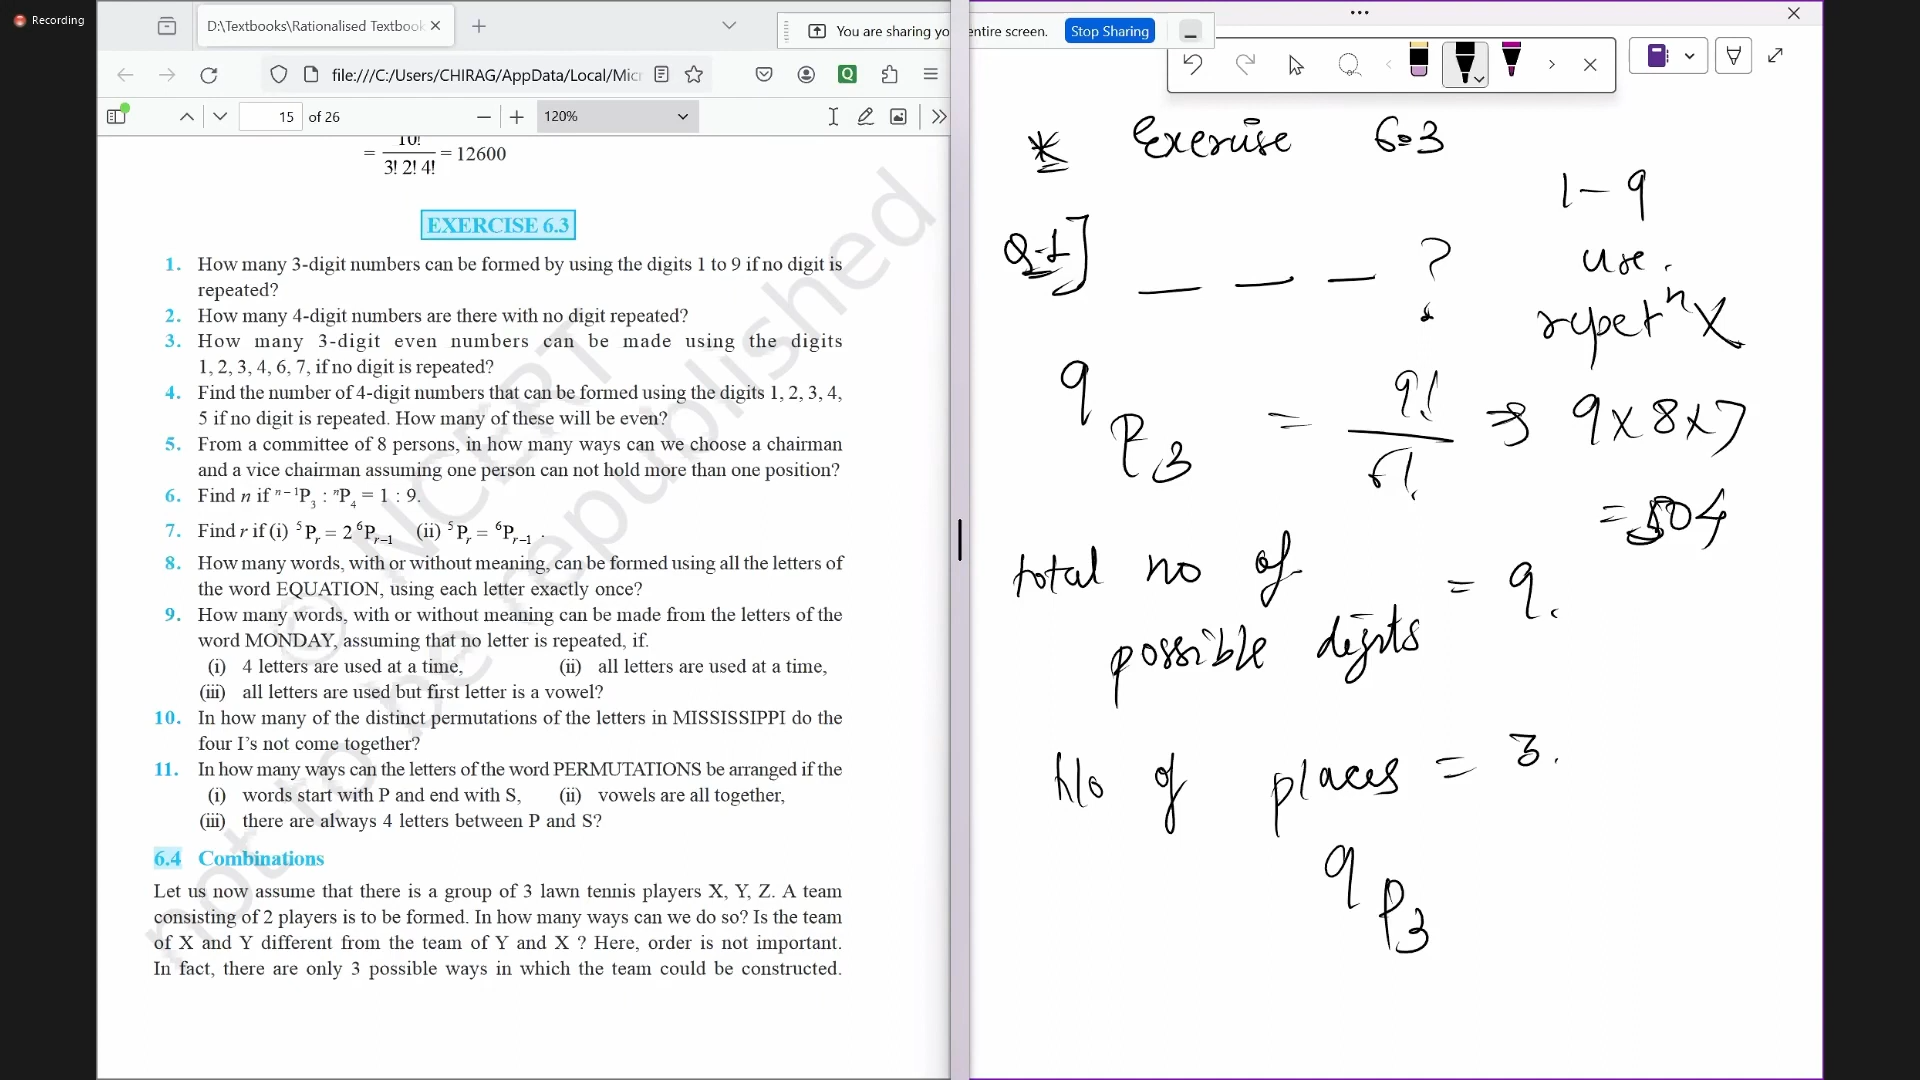 Recording
D:\Textbooks\Rationalised Textbook
You are sharing yo entire screen.
Stop Sharing
file:///C:/Users/CHIRAG/AppData/Local/Micr
15 of 26
120%
= 10! / 3! 2! 4! = 12600
EXERCISE 6.3
1. How many 3-digit numbers can be formed by using the digits 1 to 9 if no digit is
repeated?
2. How many 4-digit numbers are there with no digit repeated?
3. How many 3-digit even numbers can be made using the digits
1, 2, 3, 4, 6, 7, if no digit is repeated?
4. Find the number of 4-digit numbers that can be formed using the digits 1, 2, 3, 4,
5 if no digit is repeated. How many of these will be even?
5. From a committee of 8 persons, in how many ways can we choose a chairman
and a vice chairman assuming one person can not hold more than one position?
6. Find n if ⁿ⁻¹P₃ : ⁿP₄ = 1 : 9.
7. Find r if (i) ⁵Pᵣ = 2 ⁶Pᵣ₋₁ (ii) ⁵Pᵣ = ⁶Pᵣ₋₁ .
8. How many words, with or without meaning, can be formed using all the letters of
the word EQUATION, using each letter exactly once?
9. How many words, with or without meaning can be made from the letters of the
word MONDAY, assuming that no letter is repeated, if.
(i) 4 letters are used at a time, (ii) all letters are used at a time,
(iii) all letters are used but first letter is a vowel?
10. In how many of the distinct permutations of the letters in MISSISSIPPI do the
four I's not come together?
11. In how many ways can the letters of the word PERMUTATIONS be arranged if the
(i) words start with P and end with S, (ii) vowels are all together,
(iii) there are always 4 letters between P and S?
6.4 Combinations
Let us now assume that there is a group of 3 lawn tennis players X, Y, Z. A team
consisting of 2 players is to be formed. In how many ways can we do so? Is the team
of X and Y different from the team of Y and X ? Here, order is not important.
In fact, there are only 3 possible ways in which the team could be constructed.
© NCERT
not to be republished
* Exercise 6.3
1 – 9
Q-1] _ _ _ ?
use.
repetⁿ X
⁹P₃ = 9! / 6! ⇒ 9 x 8 x 7
= 504
total no of
possible digits = 9.
No of places = 3.
⁹P₃